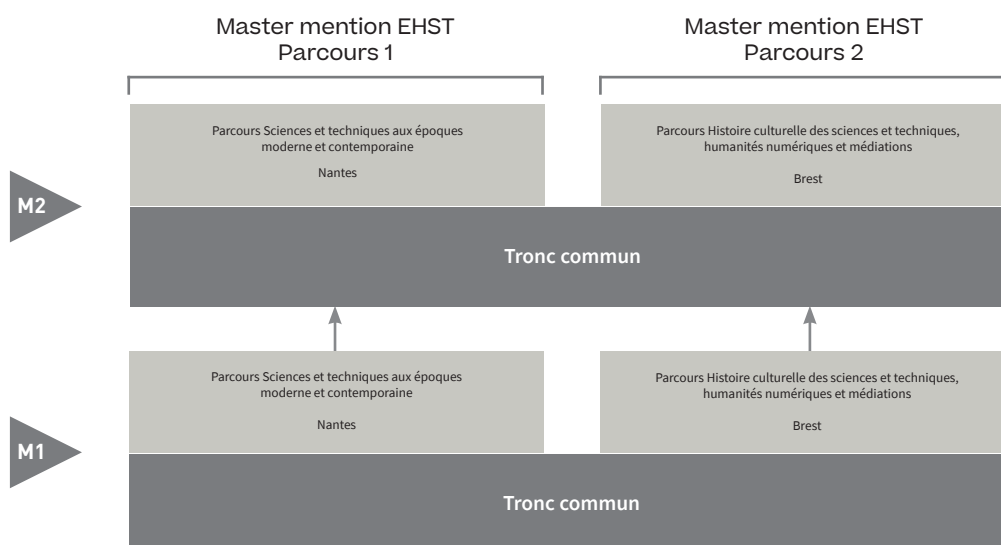 Master mention EHST
Parcours 1
Master mention EHST
Parcours 2
Parcours Sciences et techniques aux époques
moderne et contemporaine
Nantes
Parcours Histoire culturelle des sciences et techniques,
humanités numériques et médiations
Brest
M2
Tronc commun
Parcours Sciences et techniques aux époques
moderne et contemporaine
Nantes
Parcours Histoire culturelle des sciences et techniques,
humanités numériques et médiations
Brest
M1
Tronc commun